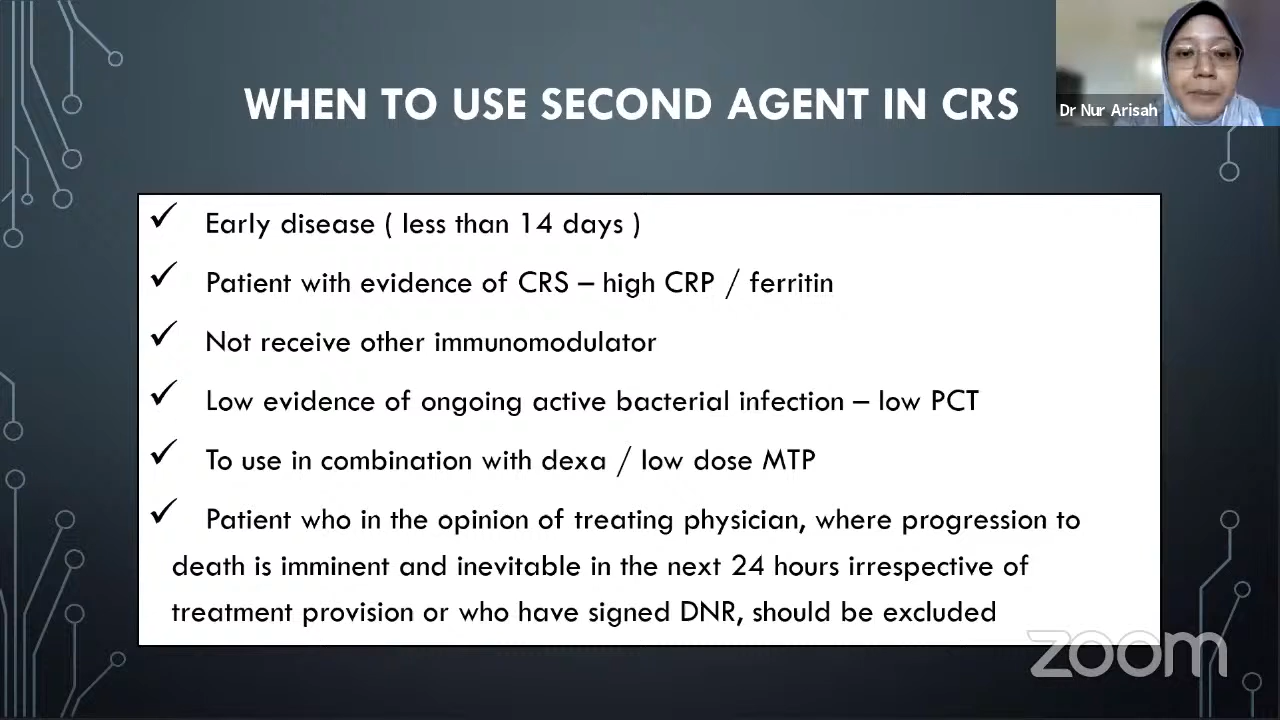 WHEN TO USE SECOND AGENT IN CRS
Dr Nur Arisah
✓ Early disease ( less than 14 days )
✓ Patient with evidence of CRS – high CRP / ferritin
✓ Not receive other immunomodulator
✓ Low evidence of ongoing active bacterial infection – low PCT
✓ To use in combination with dexa / low dose MTP
✓ Patient who in the opinion of treating physician, where progression to
death is imminent and inevitable in the next 24 hours irrespective of
treatment provision or who have signed DNR, should be excluded
zoom